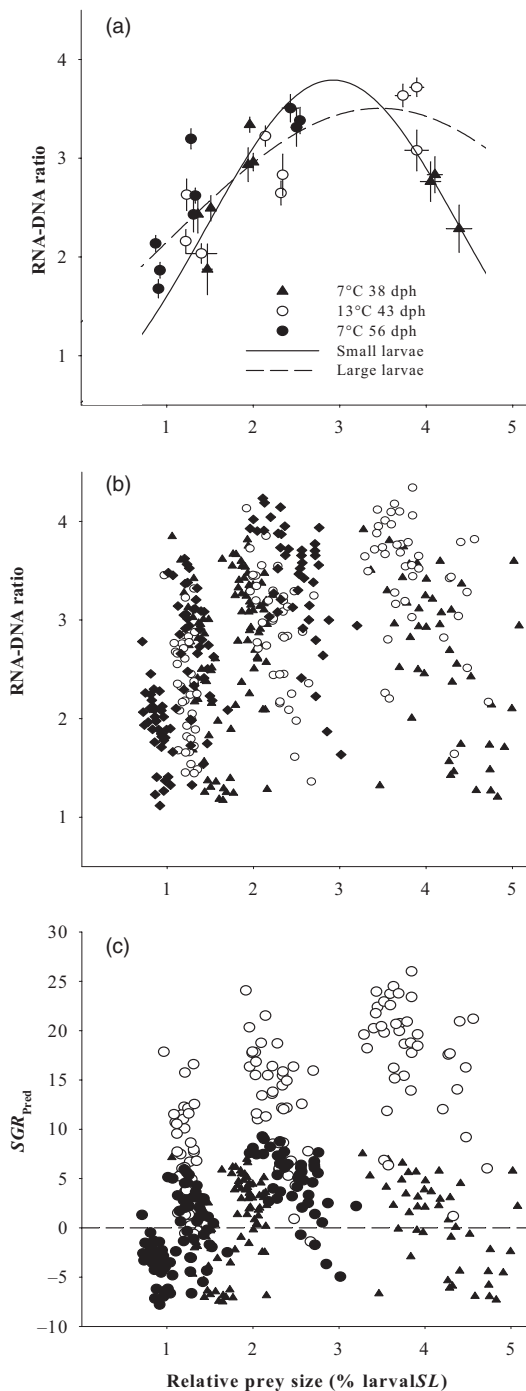 (a)
4
3
2
1
RNA-DNA ratio
7°C 38 dph
13°C 43 dph
7°C 56 dph
Small larvae
Large larvae
1 2 3 4 5
(b)
4
3
2
1
RNA-DNA ratio
1 2 3 4 5
(c)
30
25
20
15
10
5
0
–5
–10
SGRPred
1 2 3 4 5
Relative prey size (% larvalSL)